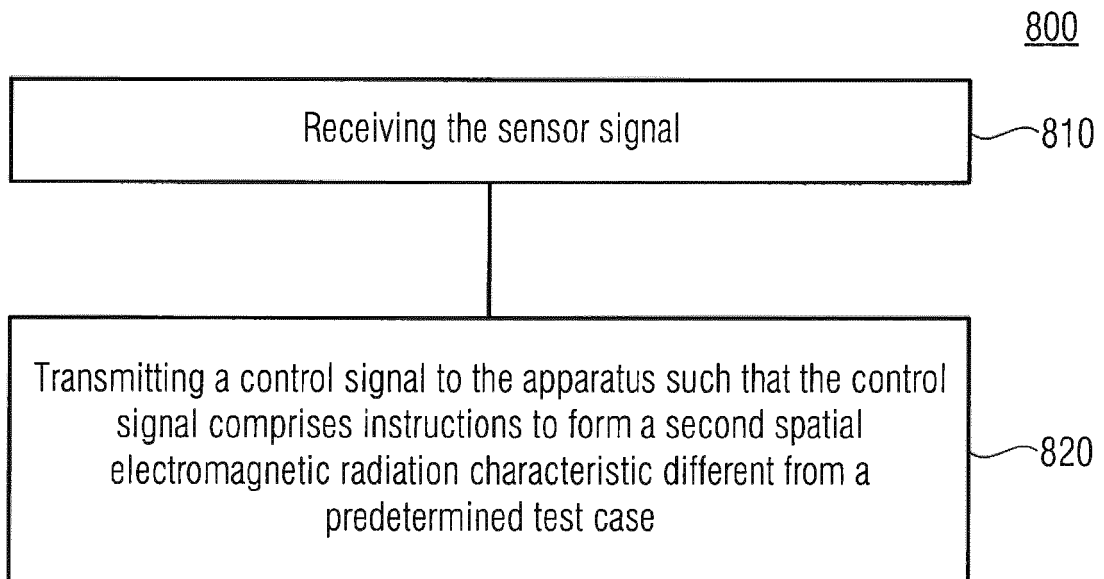 800
Receiving the sensor signal
810
Transmitting a control signal to the apparatus such that the control
signal comprises instructions to form a second spatial
electromagnetic radiation characteristic different from a
predetermined test case
820